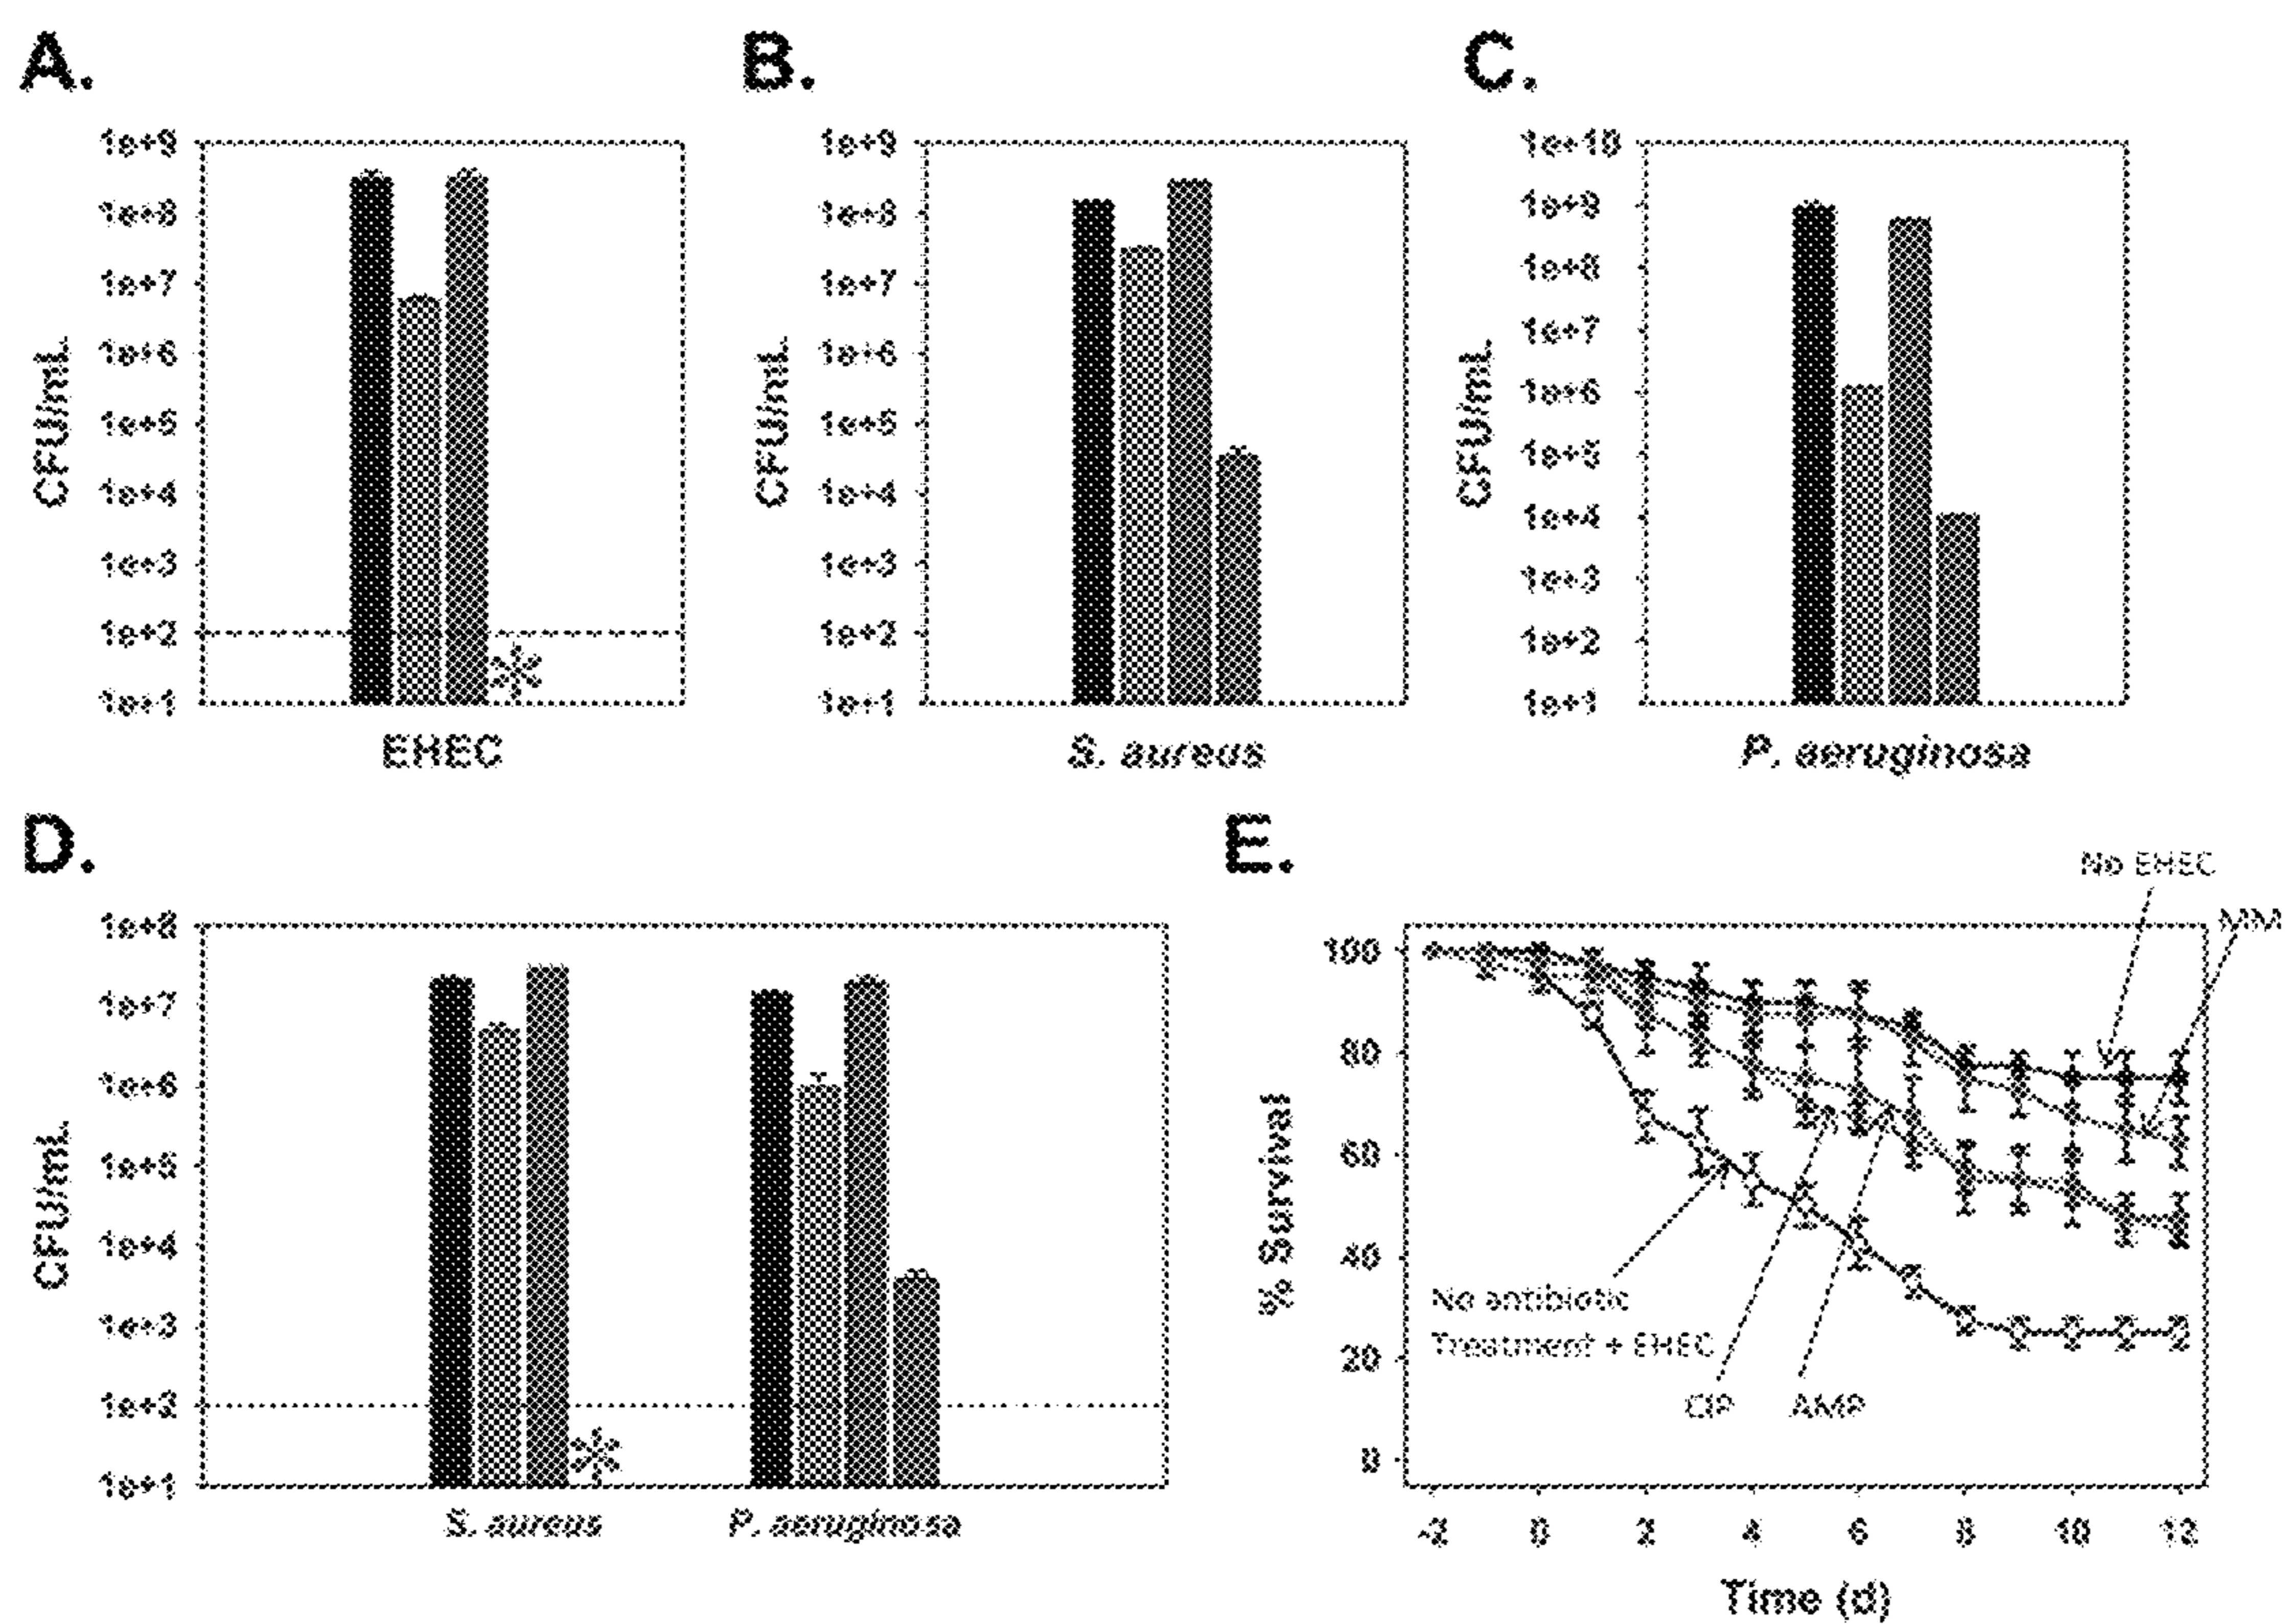 A.
1e+9
1e+8
1e+7
1e+6
1e+5
1e+4
1e+3
1e+2
1e+1
CFU/mL
EHEC
*
B.
1e+9
1e+8
1e+7
1e+6
1e+5
1e+4
1e+3
1e+2
1e+1
CFU/mL
S. aureus
C.
1e+10
1e+9
1e+8
1e+7
1e+6
1e+5
1e+4
1e+3
1e+2
1e+1
CFU/mL
P. aeruginosa
D.
1e+8
1e+7
1e+6
1e+5
1e+4
1e+3
1e+2
1e+1
CFU/mL
*
S. aureus
P. aeruginosa
E.
No EHEC
MM
100
80
60
40
20
0
% Survival
No antibiotic
Treatment + EHEC
CIP
AMP
-2 0 2 4 6 8 10 12
Time (d)